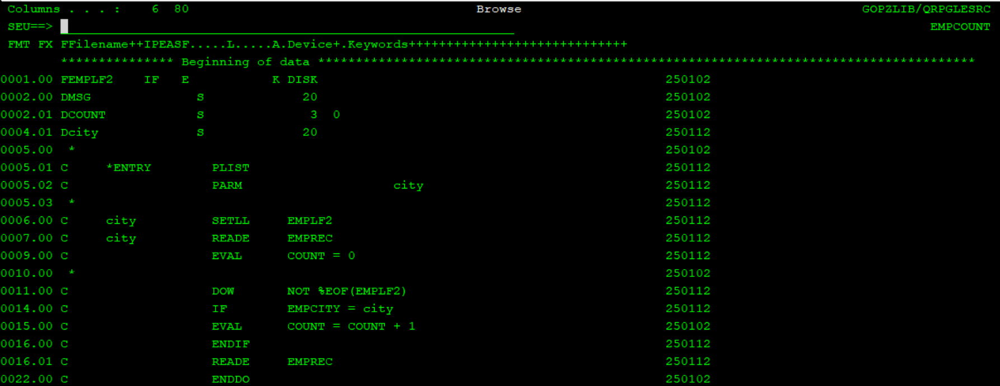 Columns . . . :    6  80                                      Browse                                             GOPZLIB/QRPGLESRC
SEU==>                                                                                                                    EMPCOUNT
FMT FX FFilename++IPEASF.....L.....A.Device+.Keywords+++++++++++++++++++++++++++++
*************** Beginning of data ***************************************************************************************
0001.00 FEMPLF2    IF   E           K DISK                                              250102
0002.00 DMSG              S             20                                              250102
0002.01 DCOUNT            S              3  0                                           250102
0004.01 Dcity             S             20                                              250112
0005.00  *                                                                              250102
0005.01 C     *ENTRY        PLIST                                                       250112
0005.02 C                   PARM                    city                                250112
0005.03  *                                                                              250112
0006.00 C     city          SETLL     EMPLF2                                            250112
0007.00 C     city          READE     EMPREC                                            250112
0009.00 C                   EVAL      COUNT = 0                                         250112
0010.00  *                                                                              250102
0011.00 C                   DOW       NOT %EOF(EMPLF2)                                  250112
0014.00 C                   IF        EMPCITY = city                                    250112
0015.00 C                   EVAL      COUNT = COUNT + 1                                 250102
0016.00 C                   ENDIF                                                       250112
0016.01 C                   READE     EMPREC                                            250112
0022.00 C                   ENDDO                                                       250102